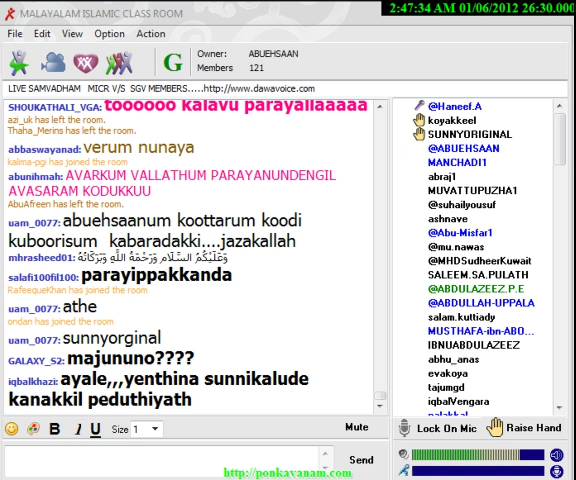 2:47:34 AM 01/06/2012 26:30.000
MALAYALAM ISLAMIC CLASS ROOM
File Edit View Option Action
G Owner: ABUEHSAAN
Members 121
LIVE SAMVADHAM MICR V/S SGV MEMBERS.....http://www.dawavoice.com
SHOUKATHALI_VGA: toooooo kalavu parayallaaaaa
azi_uk has left the room.
Thaha_Merins has left the room.
abbaswayanad: verum nunaya
kalima-pgi has joined the room
abunihmah: AVARKUM VALLATHUM PARAYANUNDENGIL
AVASARAM KODUKKUU
AbuAfreen has left the room.
uam_0077: abuehsaanum koottarum koodi
kuboorisum kabaradakki....jazakallah
mhrasheed01: وَعَلَيْكُمُ السَّلَامِ وَرَحْمَةُ اللَّهِ وَبَرَكَاتُهُ
salafi100fil100: parayippakkanda
RafeequeKhan has joined the room
uam_0077: athe
ondari has joined the room
uam_0077: sunnyorginal
GALAXY_S2: majununo????
iqbalkhazi: ayale,,,yenthina sunnikalude
kanakkil peduthiyath
@Haneef.A
koyakkeel
SUNNYORIGINAL
@ABUEHSAAN
MANCHADI1
abraj1
MUVATTUPUZHA1
@suhailyousuf
ashnave
@Abu-Misfar1
@mu.nawas
@MHDSudheerKuwait
SALEEM.SA.PULATH
@ABDULAZEEZ.P.E
@ABDULLAH-UPPALA
salam.kuttiady
MUSTHAFA-ibn-ABO...
IBNUABDULAZEEZ
abhu_anas
evakoya
tajumgd
iqbalVengara
palakkal
B I U Size 1 Mute
Lock On Mic Raise Hand
Send
http://ponkavanam.com